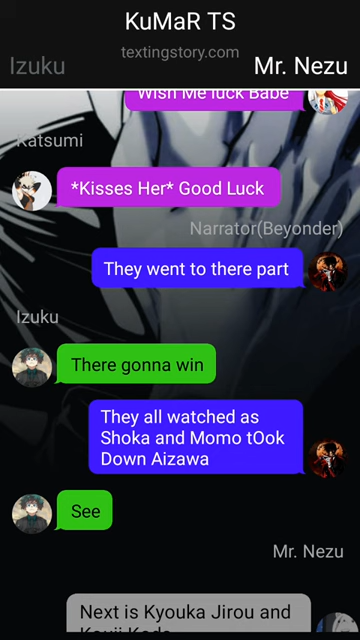 KuMaR TS
textingstory.com
Izuku
Mr. Nezu
Wish Me luck Babe
Katsumi
*Kisses Her* Good Luck
Narrator(Beyonder)
They went to there part
Izuku
There gonna win
They all watched as
Shoka and Momo tOok
Down Aizawa
See
Mr. Nezu
Next is Kyouka Jirou and
Kouji Koda